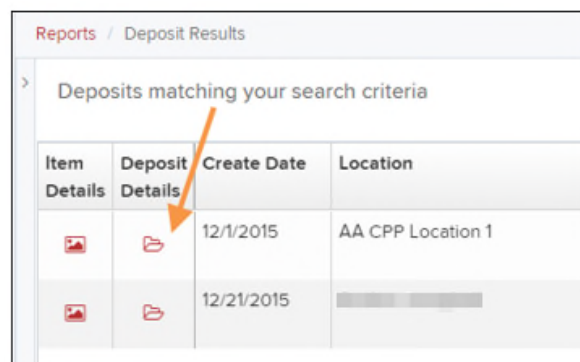 Reports / Deposit Results
Deposits matching your search criteria
Item Details Deposit Details Create Date Location
12/1/2015 AA CPP Location 1
12/21/2015